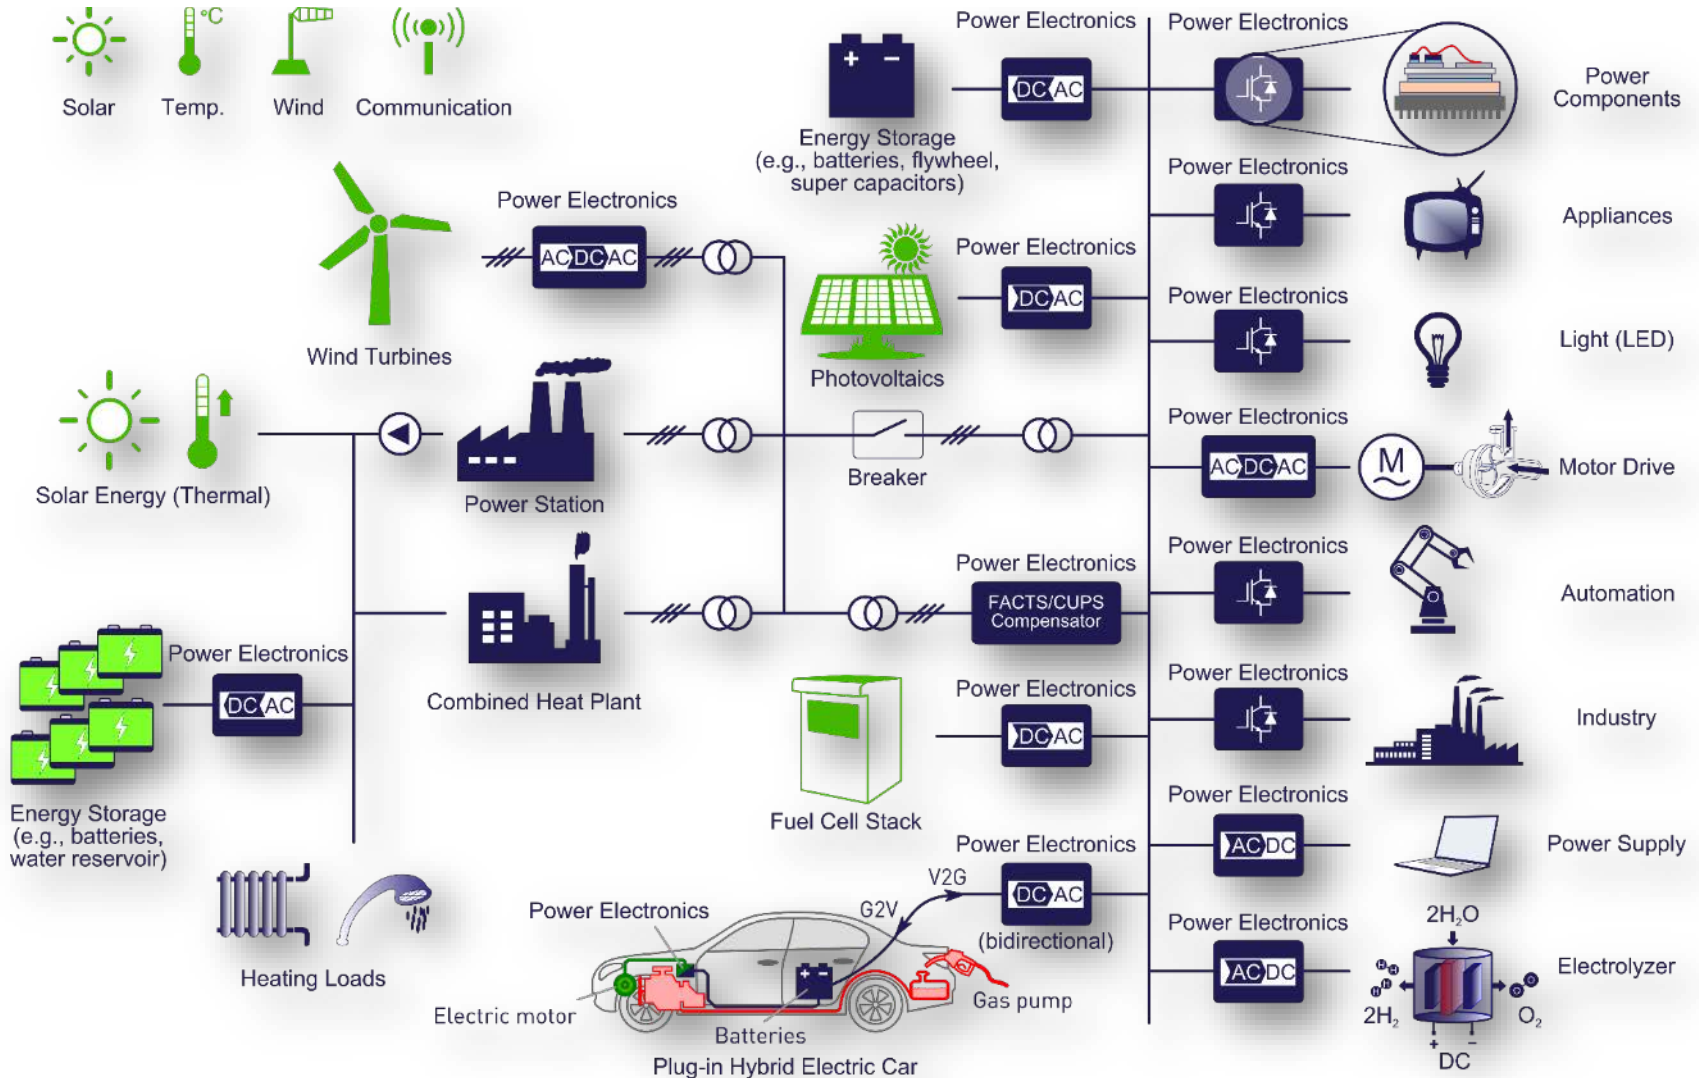 °C
Solar
Temp.
Wind
Communication
Power Electronics
DC AC
Energy Storage
(e.g., batteries, flywheel,
super capacitors)
Power Electronics
Power
Components
Power Electronics
AC DC AC
Wind Turbines
Power Electronics
DC AC
Photovoltaics
Power Electronics
Appliances
Power Electronics
Light (LED)
Solar Energy (Thermal)
Power Station
Breaker
Power Electronics
AC DC AC
M
Motor Drive
Combined Heat Plant
Power Electronics
FACTS/CUPS
Compensator
Power Electronics
Automation
Power Electronics
DC AC
Energy Storage
(e.g., batteries,
water reservoir)
Heating Loads
Fuel Cell Stack
Power Electronics
DC AC
Power Electronics
Industry
Power Electronics
AC DC
Power Supply
Power Electronics
DC AC
(bidirectional)
V2G
G2V
Power Electronics
Electric motor
Batteries
Gas pump
Plug-in Hybrid Electric Car
Power Electronics
AC DC
Electrolyzer
2H₂O
H H
H H
2H₂
O O
O₂
+ −
DC